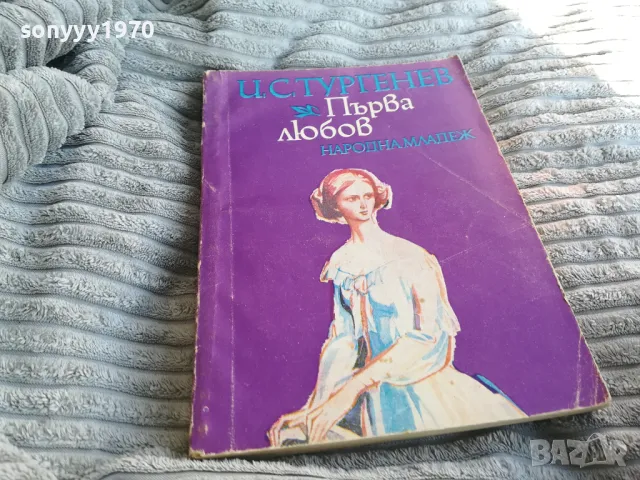 sonyyy1970
И. С. ТУРГЕНЕВ
Първа
любов
НАРОДНА МЛАДЕЖ
BAZAR